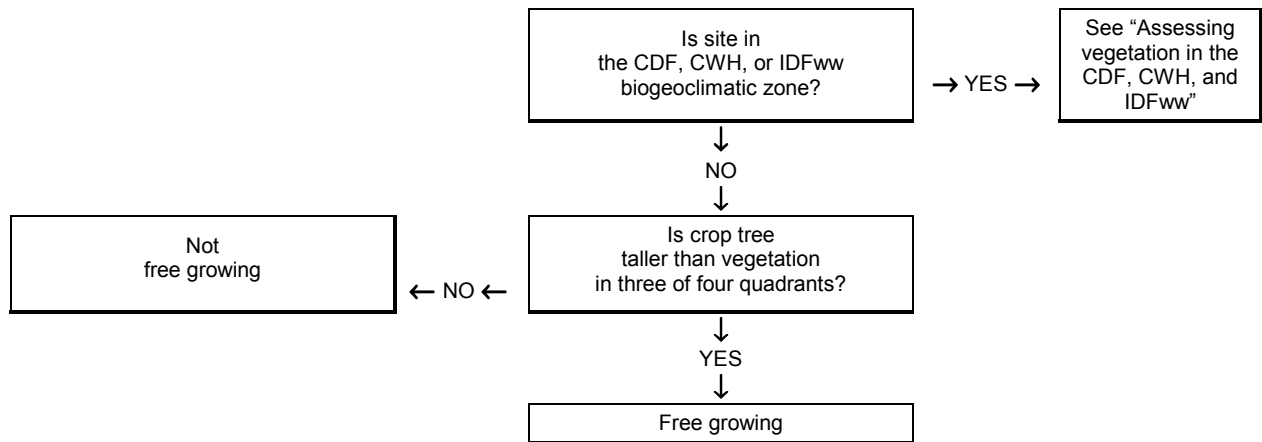 Is site in
the CDF, CWH, or IDFww
biogeoclimatic zone?
→ YES →
See “Assessing
vegetation in the
CDF, CWH, and
IDFww”
↓
NO
↓
Is crop tree
taller than vegetation
in three of four quadrants?
← NO ←
Not
free growing
↓
YES
↓
Free growing